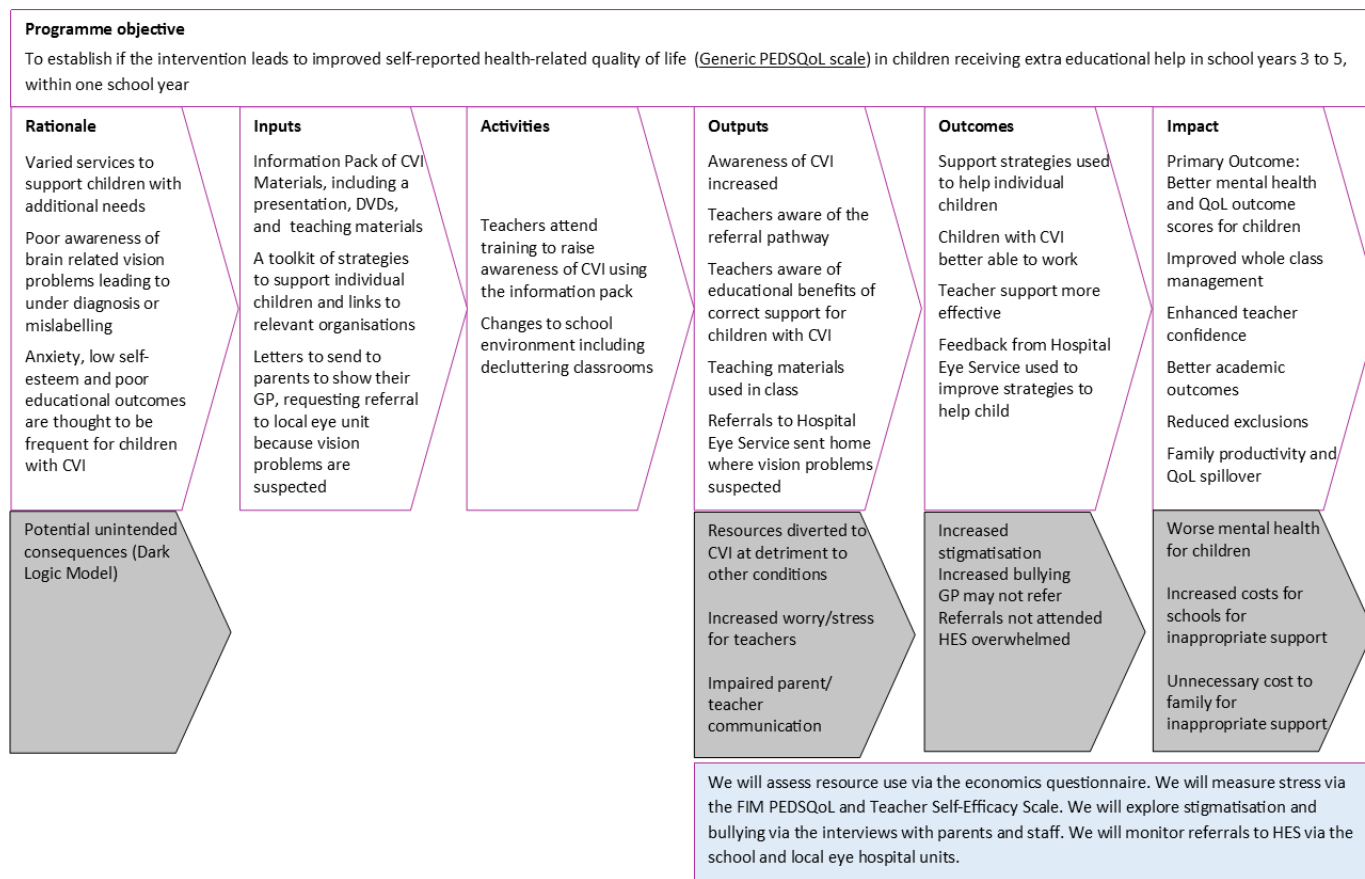 Programme objective
To establish if the intervention leads to improved self-reported health-related quality of life (Generic PEDSQoL scale) in children receiving extra educational help in school years 3 to 5,
within one school year
Rationale
Varied services to
support children with
additional needs
Poor awareness of
brain related vision
problems leading to
under diagnosis or
mislabelling
Anxiety, low self-
esteem and poor
educational outcomes
are thought to be
frequent for children
with CVI
Inputs
Information Pack of CVI
Materials, including a
presentation, DVDs,
and teaching materials
A toolkit of strategies
to support individual
children and links to
relevant organisations
Letters to send to
parents to show their
GP, requesting referral
to local eye unit
because vision
problems are
suspected
Activities
Teachers attend
training to raise
awareness of CVI using
the information pack
Changes to school
environment including
decluttering classrooms
Outputs
Awareness of CVI
increased
Teachers aware of the
referral pathway
Teachers aware of
educational benefits of
correct support for
children with CVI
Teaching materials
used in class
Referrals to Hospital
Eye Service sent home
where vision problems
suspected
Outcomes
Support strategies used
to help individual
children
Children with CVI
better able to work
Teacher support more
effective
Feedback from Hospital
Eye Service used to
improve strategies to
help child
Impact
Primary Outcome:
Better mental health
and QoL outcome
scores for children
Improved whole class
management
Enhanced teacher
confidence
Better academic
outcomes
Reduced exclusions
Family productivity and
QoL spillover
Potential unintended
consequences (Dark
Logic Model)
Resources diverted to
CVI at detriment to
other conditions
Increased worry/stress
for teachers
Impaired parent/
teacher
communication
Increased
stigmatisation
Increased bullying
GP may not refer
Referrals not attended
HES overwhelmed
Worse mental health
for children
Increased costs for
schools for
inappropriate support
Unnecessary cost to
family for
inappropriate support
We will assess resource use via the economics questionnaire. We will measure stress via
the FIM PEDSQoL and Teacher Self-Efficacy Scale. We will explore stigmatisation and
bullying via the interviews with parents and staff. We will monitor referrals to HES via the
school and local eye hospital units.